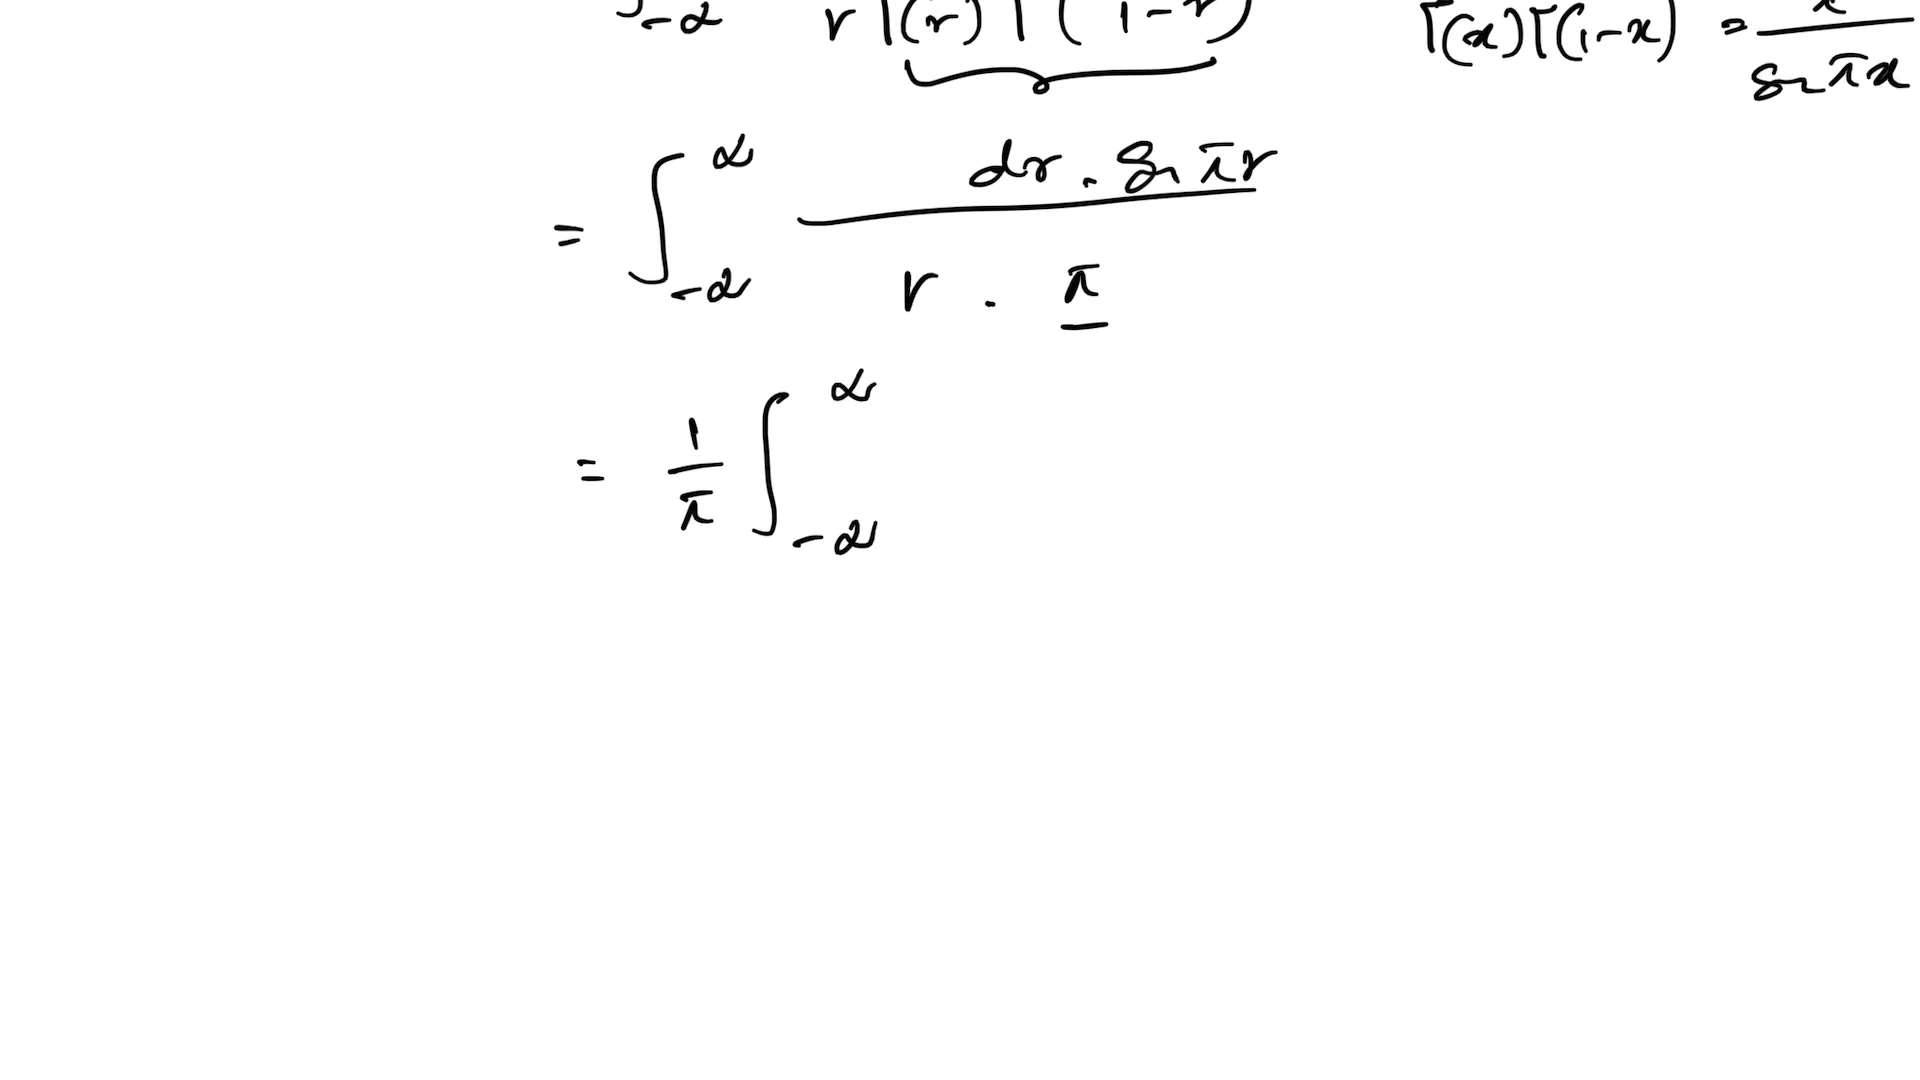 ∫_{-∝} r Γ(r) Γ(1-r) Γ(x)Γ(1-x) = π / sin πx
= ∫_{-∝}^{∝} dr . sin πr / r . π
= 1/π ∫_{-∝}^{∝}